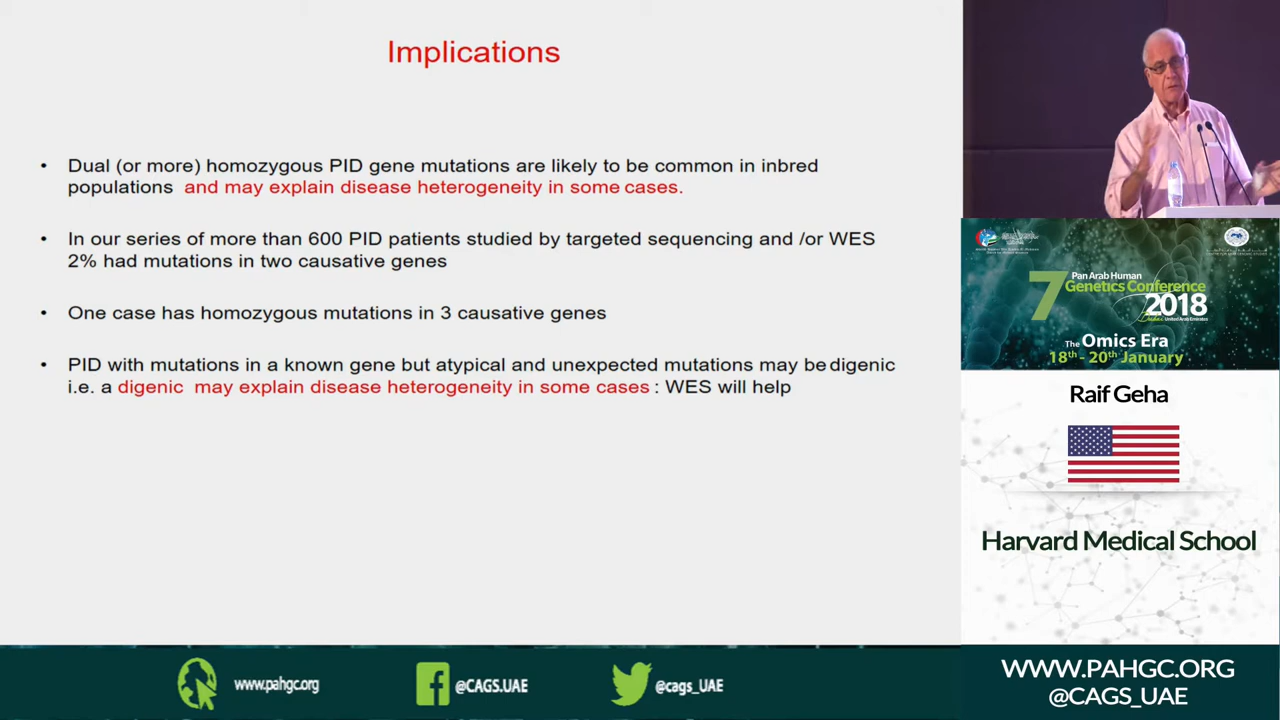 Implications
• Dual (or more) homozygous PID gene mutations are likely to be common in inbred
populations and may explain disease heterogeneity in some cases.
• In our series of more than 600 PID patients studied by targeted sequencing and /or WES
2% had mutations in two causative genes
• One case has homozygous mutations in 3 causative genes
• PID with mutations in a known gene but atypical and unexpected mutations may be digenic
i.e. a digenic may explain disease heterogeneity in some cases : WES will help
7
Pan Arab Human
Genetics Conference
2018
United Arab Emirates
The Omics Era
18th - 20th January
Raif Geha
Harvard Medical School
WWW.PAHGC.ORG
@CAGS_UAE
www.pahgc.org
@CAGS.UAE
@cags_UAE